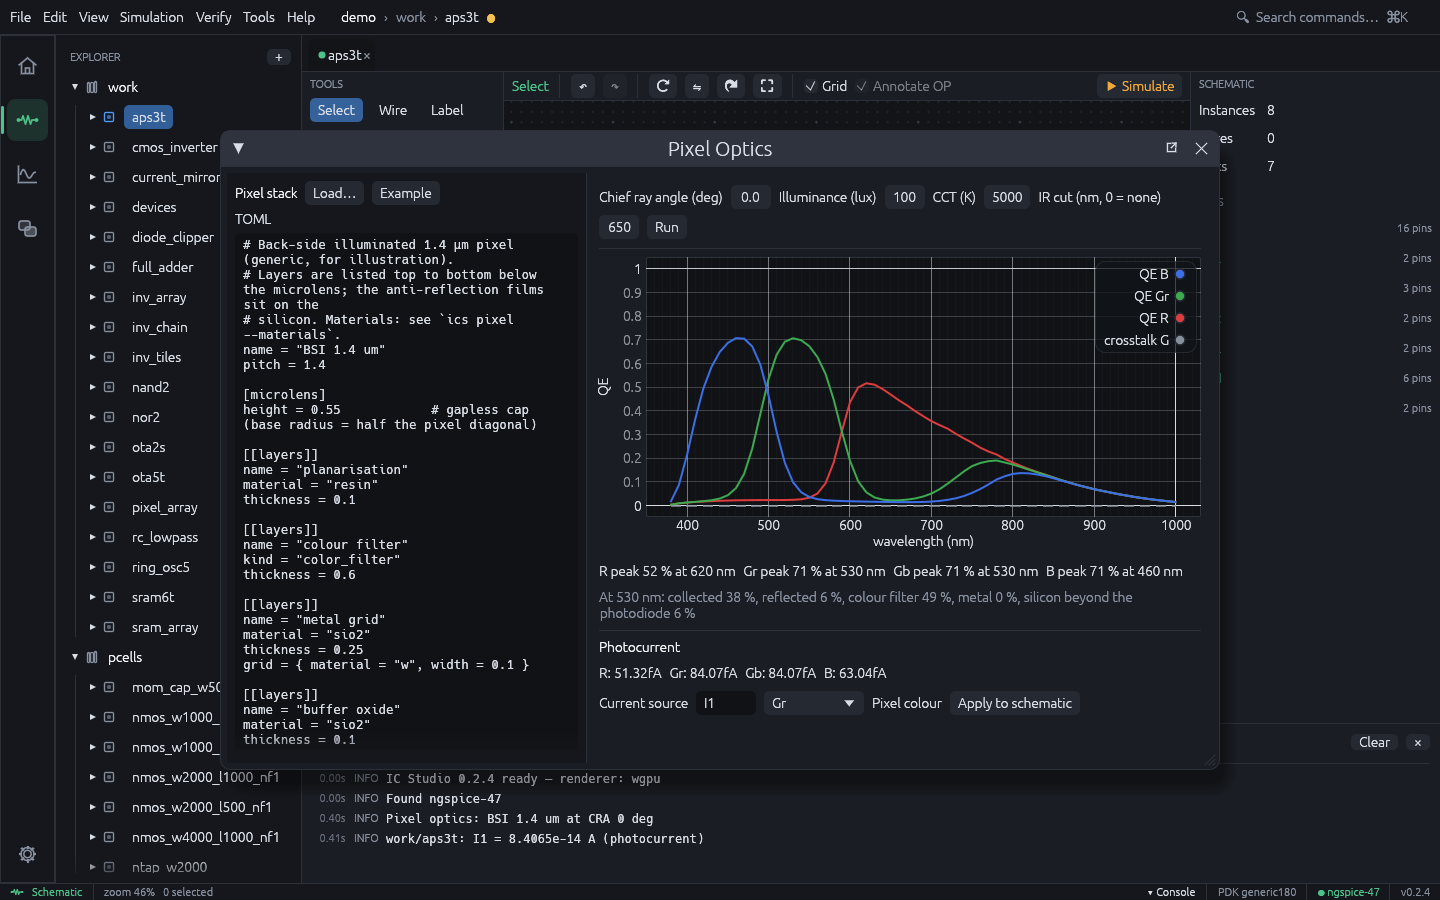 File Edit View Simulation Verify Tools Help demo › work › aps3t
Search commands... ⌘K
EXPLORER +
aps3t ×
work
aps3t
cmos_inverter
current_mirror
devices
diode_clipper
full_adder
inv_array
inv_chain
inv_tiles
nand2
nor2
ota2s
ota5t
pixel_array
rc_lowpass
ring_osc5
sram6t
sram_array
pcells
mom_cap_w50
nmos_w1000_
nmos_w1000_
nmos_w2000_l1000_nf1
nmos_w2000_l500_nf1
nmos_w4000_l1000_nf1
ntap_w2000
TOOLS
Select Wire Label
Select Grid Annotate OP Simulate
SCHEMATIC
Instances 8
es 0
s 7
s
16 pins
2 pins
3 pins
2 pins
2 pins
6 pins
2 pins
Pixel Optics
Pixel stack Load... Example
TOML
# Back-side illuminated 1.4 µm pixel
(generic, for illustration).
# Layers are listed top to bottom below
the microlens; the anti-reflection films
sit on the
# silicon. Materials: see `ics pixel
--materials`.
name = "BSI 1.4 um"
pitch = 1.4
[microlens]
height = 0.55 # gapless cap
(base radius = half the pixel diagonal)
[[layers]]
name = "planarisation"
material = "resin"
thickness = 0.1
[[layers]]
name = "colour filter"
kind = "color_filter"
thickness = 0.6
[[layers]]
name = "metal grid"
material = "sio2"
thickness = 0.25
grid = { material = "w", width = 0.1 }
[[layers]]
name = "buffer oxide"
material = "sio2"
thickness = 0.1
Chief ray angle (deg) 0.0 Illuminance (lux) 100 CCT (K) 5000 IR cut (nm, 0 = none)
650 Run
QE B
QE Gr
QE R
crosstalk G
1
0.9
0.8
0.7
0.6
0.5
0.4
0.3
0.2
0.1
0
QE
400 500 600 700 800 900 1000
wavelength (nm)
R peak 52 % at 620 nm Gr peak 71 % at 530 nm Gb peak 71 % at 530 nm B peak 71 % at 460 nm
At 530 nm: collected 38 %, reflected 6 %, colour filter 49 %, metal 0 %, silicon beyond the
photodiode 6 %
Photocurrent
R: 51.32fA Gr: 84.07fA Gb: 84.07fA B: 63.04fA
Current source I1 Gr Pixel colour Apply to schematic
Clear ×
0.00s INFO IC Studio 0.2.4 ready — renderer: wgpu
0.00s INFO Found ngspice-47
0.40s INFO Pixel optics: BSI 1.4 um at CRA 0 deg
0.41s INFO work/aps3t: I1 = 8.4065e-14 A (photocurrent)
Schematic zoom 46% 0 selected
Console PDK generic180 ngspice-47 v0.2.4